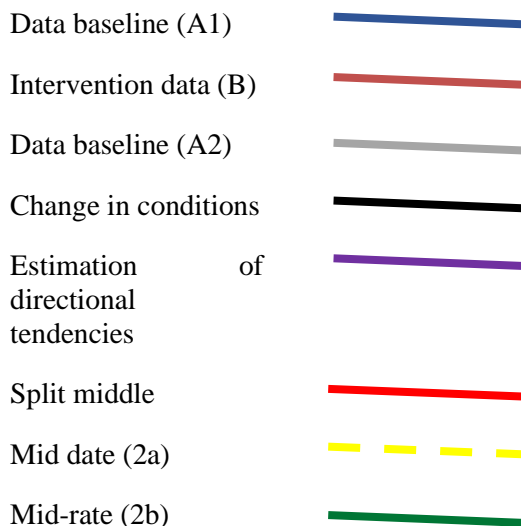 Data baseline (A1)
Intervention data (B)
Data baseline (A2)
Change in conditions
Estimation of
directional
tendencies
Split middle
Mid date (2a)
Mid-rate (2b)